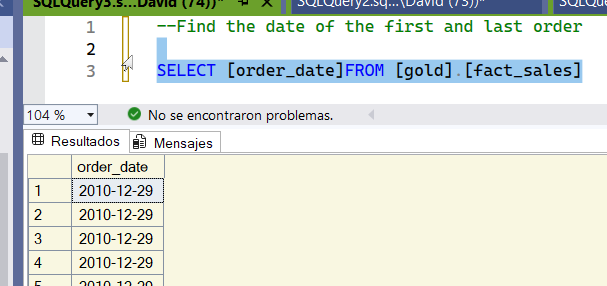 SQLQuery3.s...David (74))*
SQLQuery2.sq...\David (73))*
SQLQuery
1 --Find the date of the first and last order
2
3 SELECT [order_date]FROM [gold].[fact_sales]
104 %
No se encontraron problemas.
Resultados
Mensajes
order_date
1 2010-12-29
2 2010-12-29
3 2010-12-29
4 2010-12-29